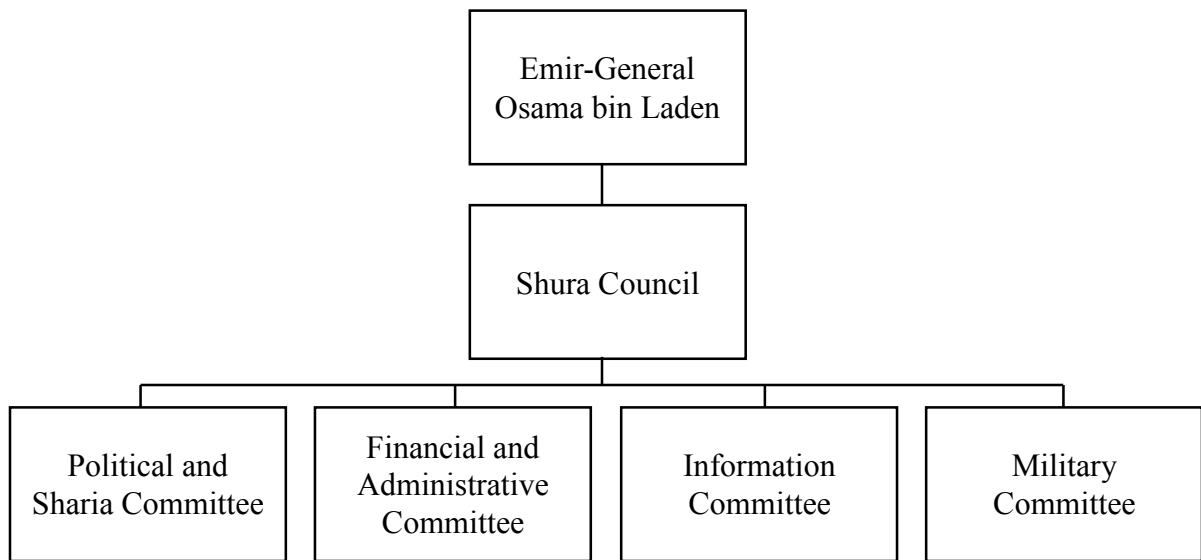 Emir-General
Osama bin Laden
Shura Council
Political and
Sharia Committee
Financial and
Administrative
Committee
Information
Committee
Military
Committee